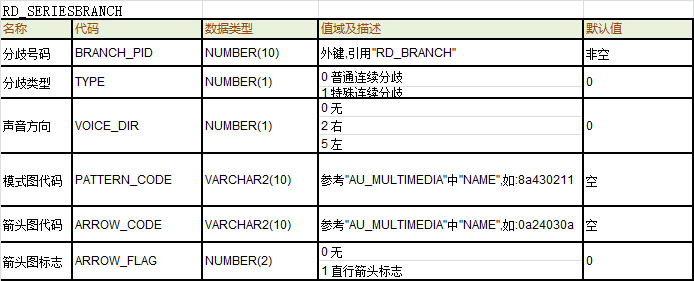 RD_SERIESBRANCH
名称 代码 数据类型 值域及描述 默认值
分歧号码 BRANCH_PID NUMBER(10) 外键,引用"RD_BRANCH" 非空
分歧类型 TYPE NUMBER(1) 0 普通连续分歧 0
1 特殊连续分歧
声音方向 VOICE_DIR NUMBER(1) 0 无 0
2 右
5 左
模式图代码 PATTERN_CODE VARCHAR2(10) 参考"AU_MULTIMEDIA"中"NAME",如:8a430211 空
箭头图代码 ARROW_CODE VARCHAR2(10) 参考"AU_MULTIMEDIA"中"NAME",如:0a24030a 空
箭头图标志 ARROW_FLAG NUMBER(2) 0 无 0
1 直行箭头标志